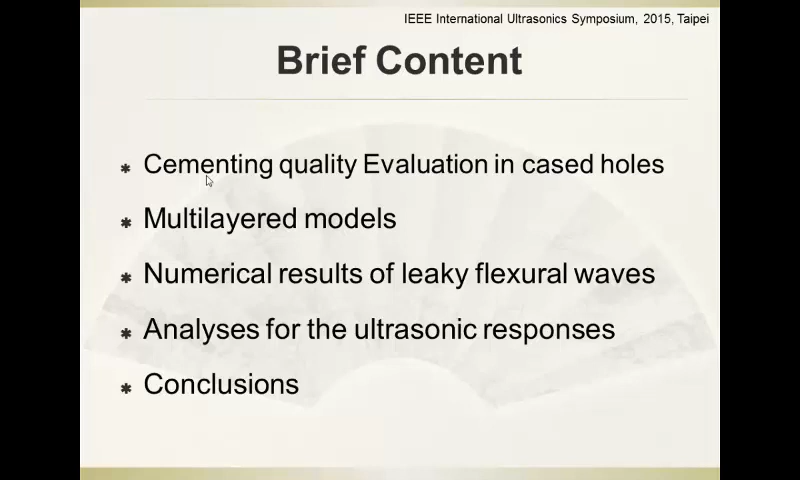 IEEE International Ultrasonics Symposium, 2015, Taipei
Brief Content
Cementing quality Evaluation in cased holes
Multilayered models
Numerical results of leaky flexural waves
Analyses for the ultrasonic responses
Conclusions